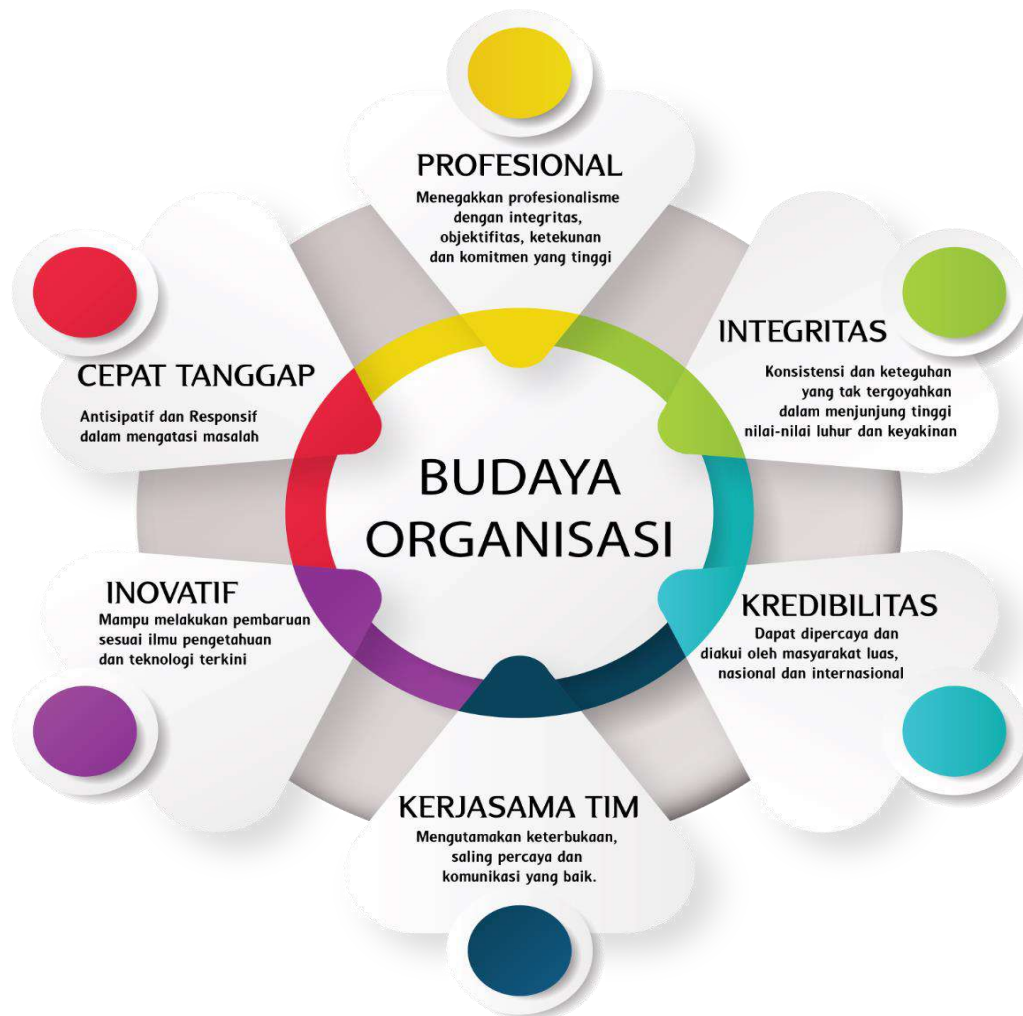 PROFESIONAL
Menegakkan profesionalisme
dengan integritas,
objektifitas, ketekunan
dan komitmen yang tinggi
INTEGRITAS
Konsistensi dan keteguhan
yang tak tergoyahkan
dalam menjunjung tinggi
nilai-nilai luhur dan keyakinan
KREDIBILITAS
Dapat dipercaya dan
diakui oleh masyarakat luas,
nasional dan internasional
KERJASAMA TIM
Mengutamakan keterbukaan,
saling percaya dan
komunikasi yang baik.
INOVATIF
Mampu melakukan pembaruan
sesuai ilmu pengetahuan
dan teknologi terkini
CEPAT TANGGAP
Antisipatif dan Responsif
dalam mengatasi masalah
BUDAYA
ORGANISASI